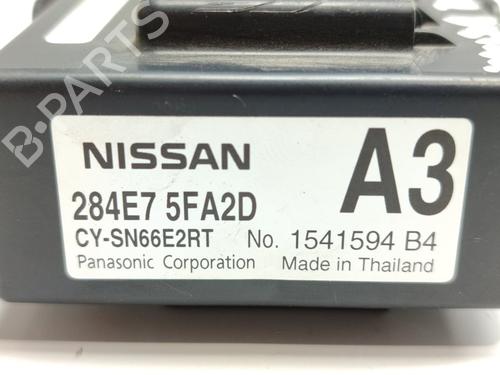 B-PARTS
NISSAN
A3
284E7 5FA2D
CY-SN66E2RT No. 1541594 B4
Panasonic Corporation Made in Thailand